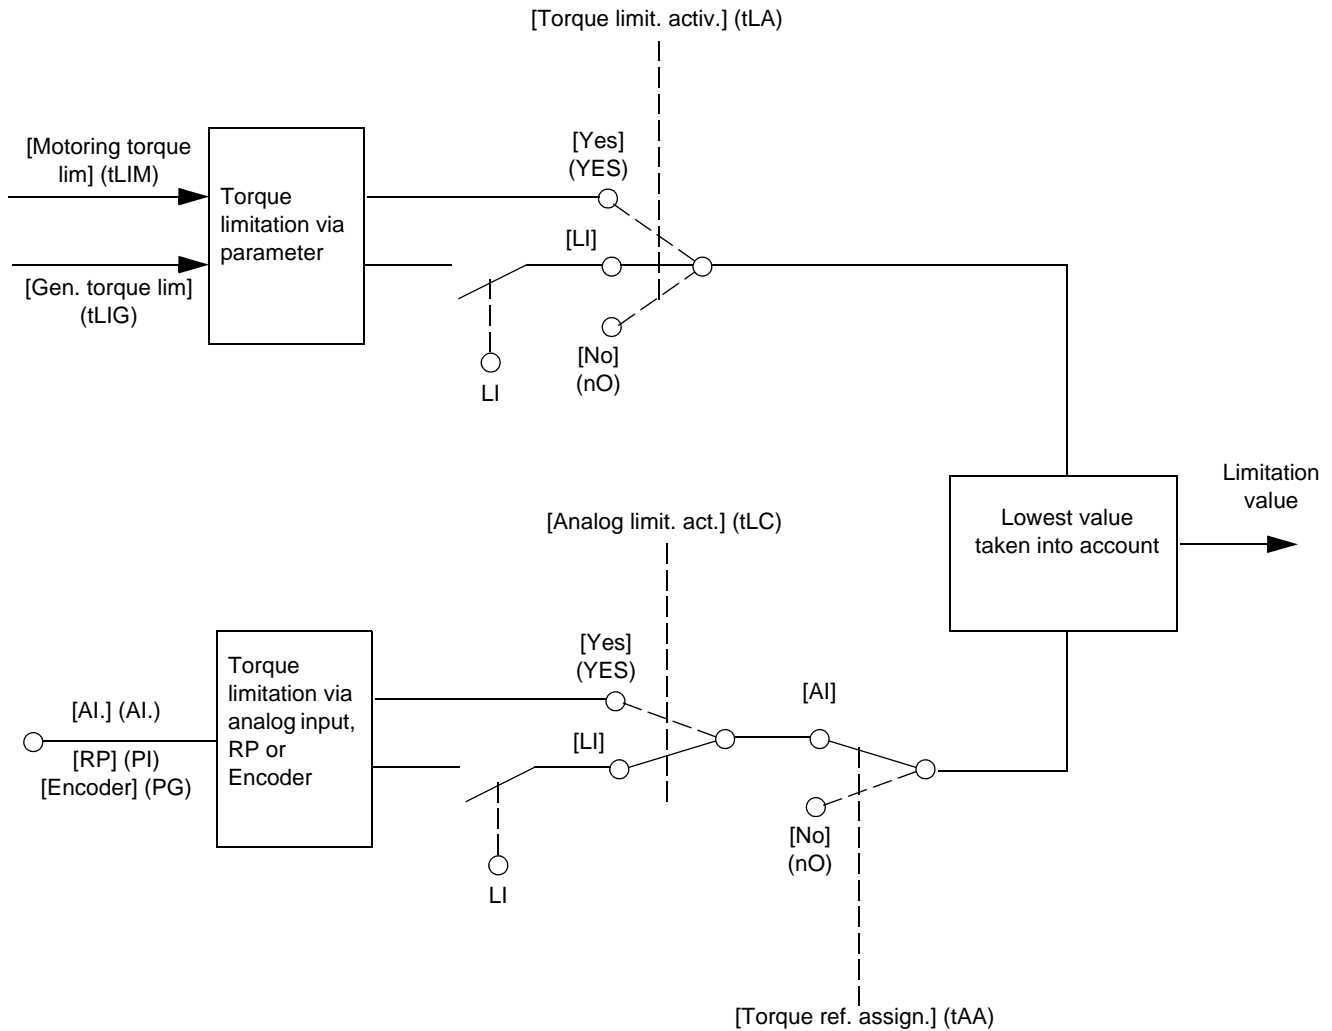 [Torque limit. activ.] (tLA)
[Motoring torque
lim] (tLIM)
[Gen. torque lim]
(tLIG)
Torque
limitation via
parameter
[Yes]
(YES)
[LI]
[No]
(nO)
LI
Lowest value
taken into account
Limitation
value
[Analog limit. act.] (tLC)
[AI.] (AI.)
[RP] (PI)
[Encoder] (PG)
Torque
limitation via
analog input,
RP or
Encoder
[Yes]
(YES)
[LI]
LI
[AI]
[No]
(nO)
[Torque ref. assign.] (tAA)